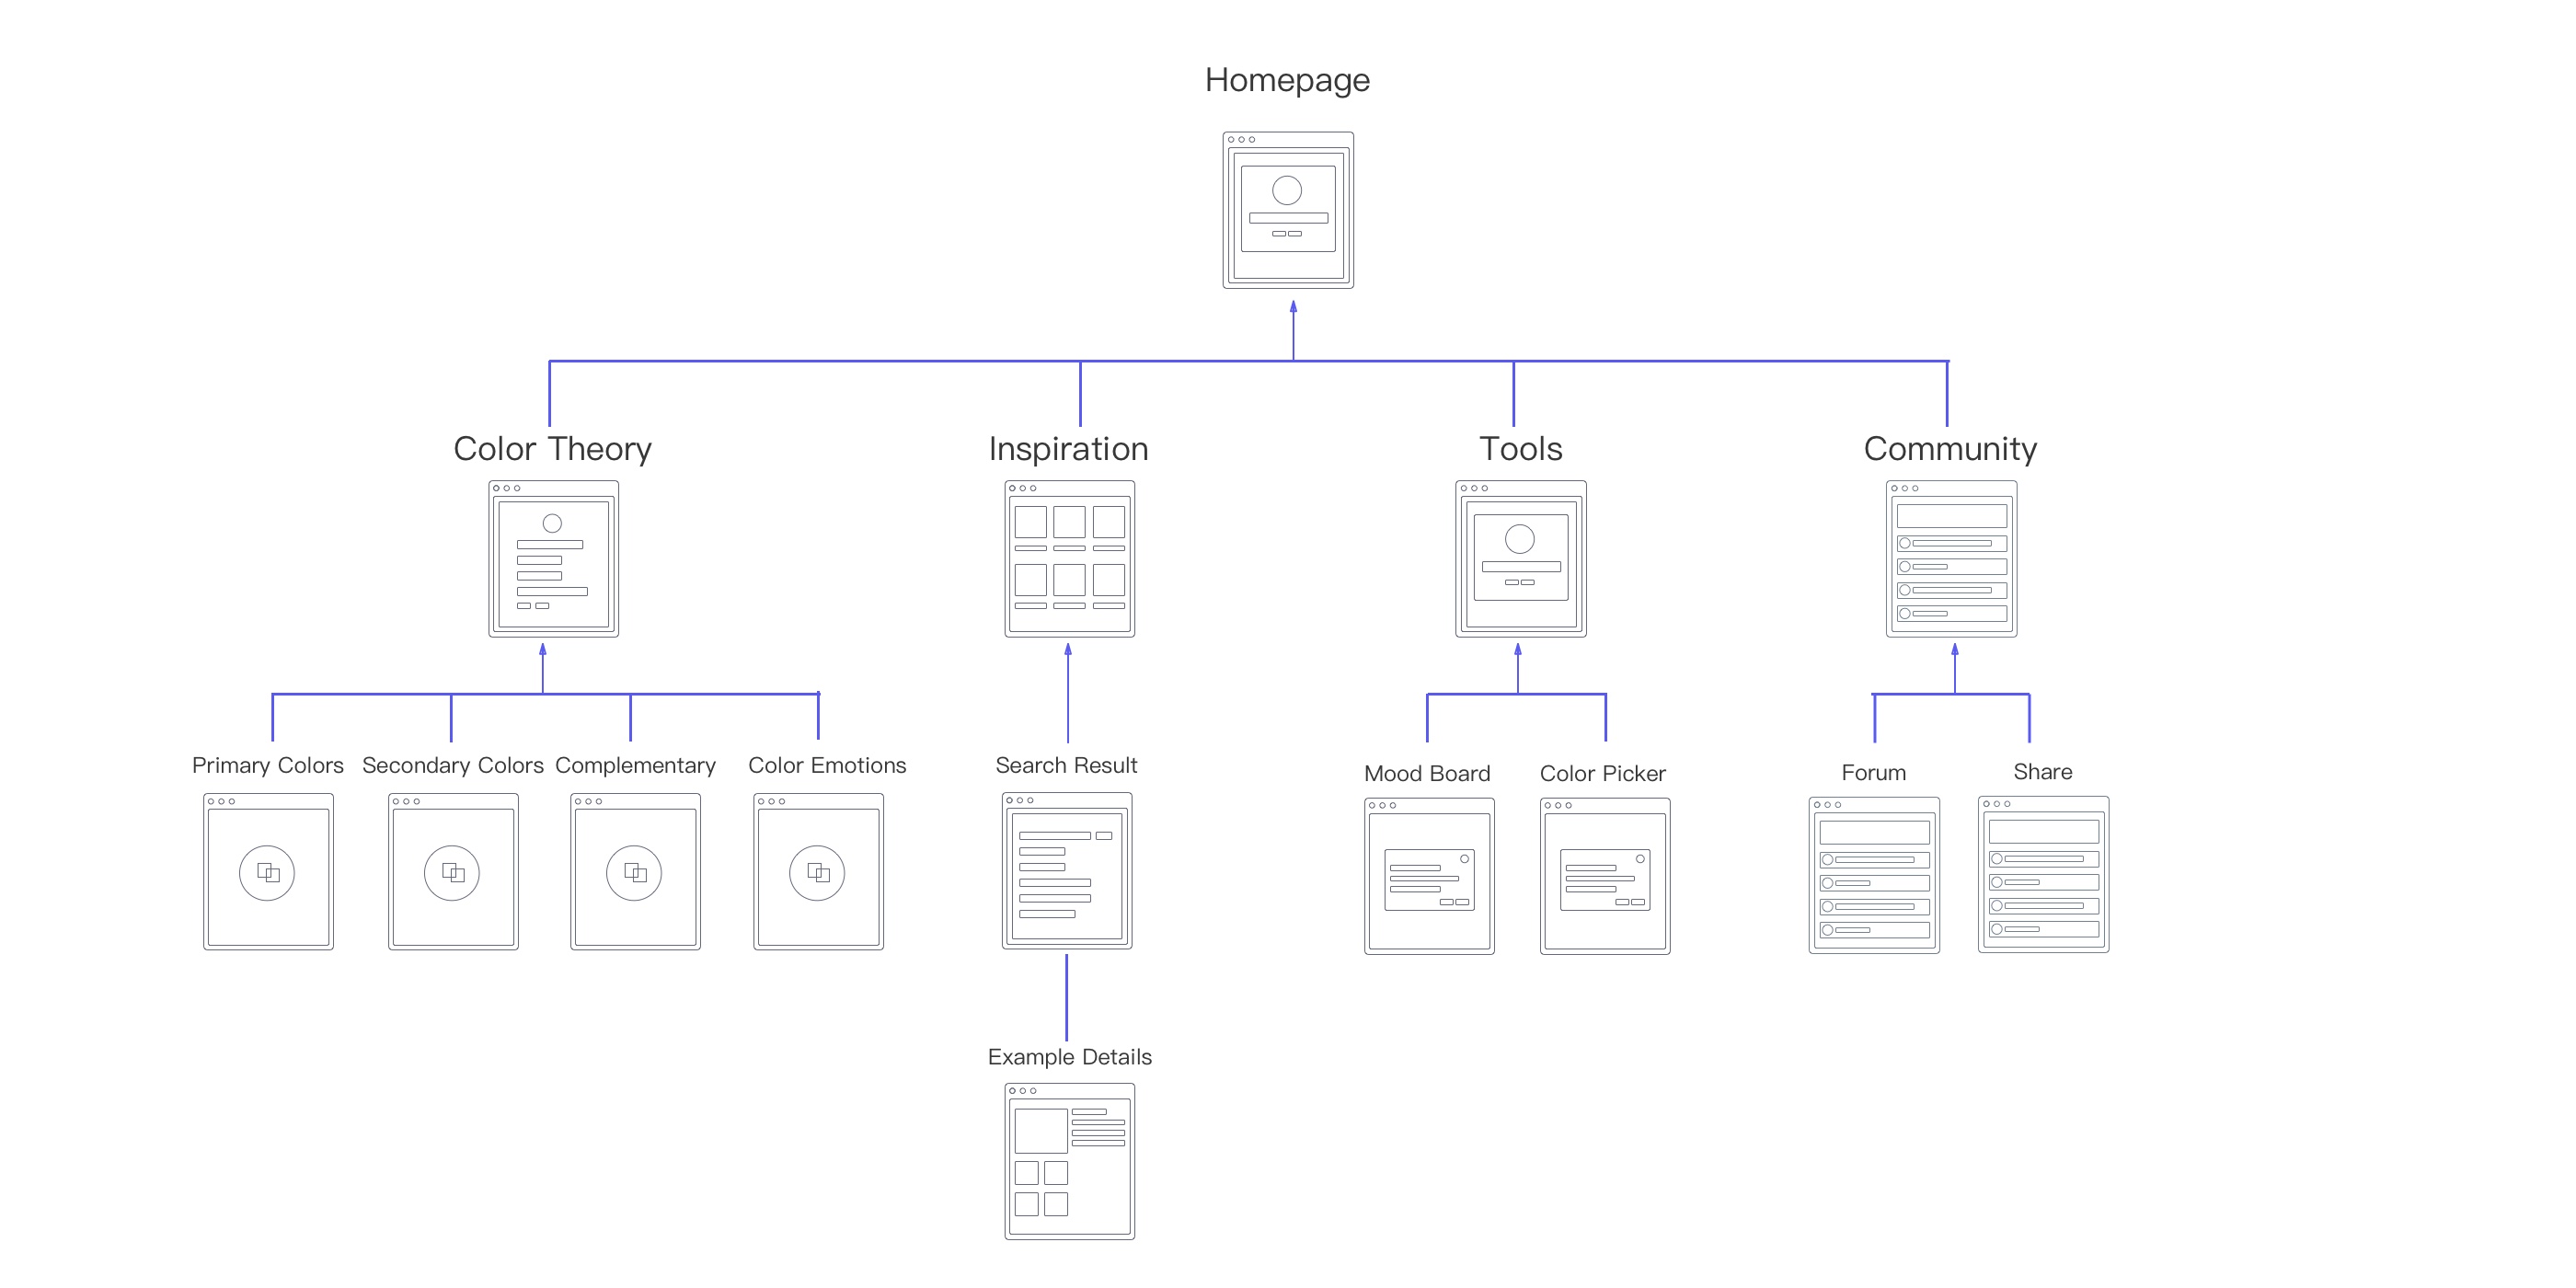 Homepage
Color Theory
Inspiration
Tools
Community
Primary Colors
Secondary Colors
Complementary
Color Emotions
Search Result
Mood Board
Color Picker
Forum
Share
Example Details